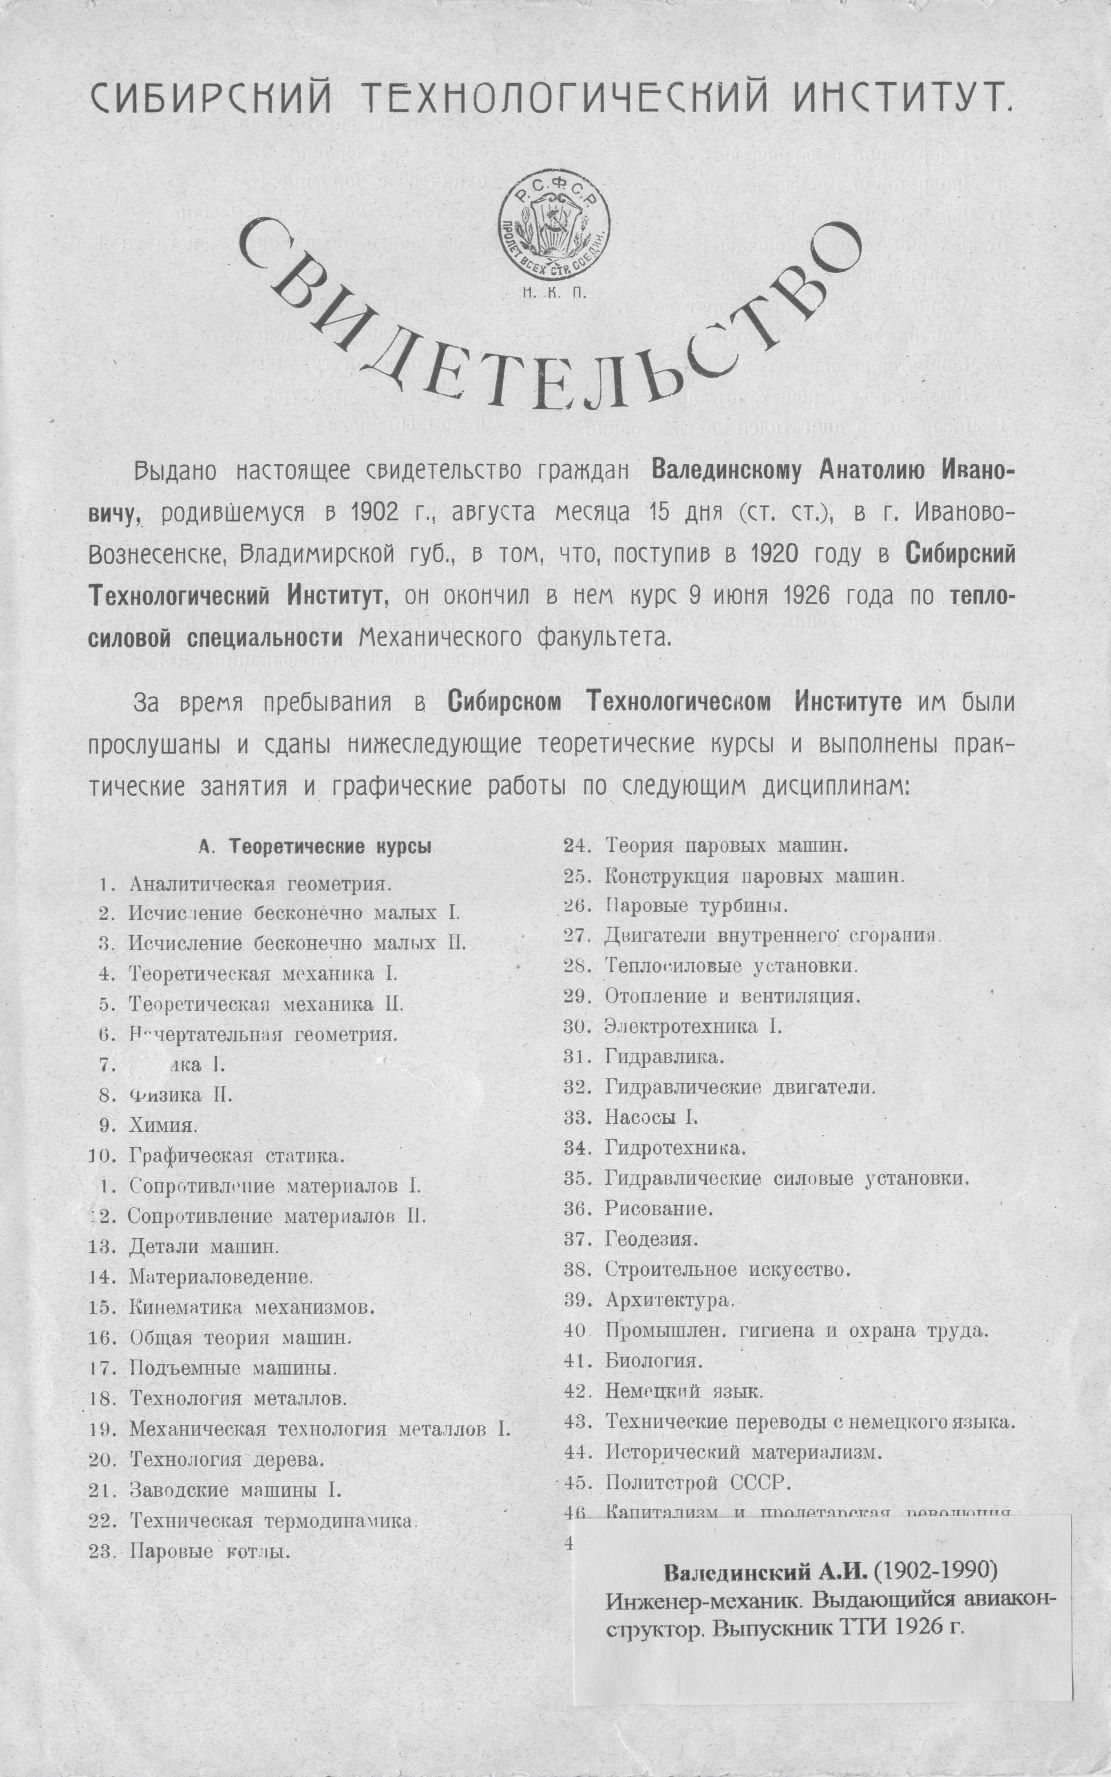 СИБИРСКИЙ ТЕХНОЛОГИЧЕСКИЙ ИНСТИТУТ.
Р.С.Ф.С.Р.
ПРОЛЕТ. ВСЕХ СТР. СОЕДИН.
Н. К. П.
СВИДЕТЕЛЬСТВО
Выдано настоящее свидетельство граждан Валединскому Анатолию Ивано-
вичу, родившемуся в 1902 г., августа месяца 15 дня (ст. ст.), в г. Иваново-
Вознесенске, Владимирской губ., в том, что, поступив в 1920 году в Сибирский
Технологический Институт, он окончил в нем курс 9 июня 1926 года по тепло-
силовой специальности Механического факультета.
За время пребывания в Сибирском Технологическом Институте им были
прослушаны и сданы нижеследующие теоретические курсы и выполнены прак-
тические занятия и графические работы по следующим дисциплинам:
А. Теоретические курсы
1. Аналитическая геометрия.
2. Исчисление бесконечно малых I.
3. Исчисление бесконечно малых II.
4. Теоретическая механика I.
5. Теоретическая механика II.
6. Начертательная геометрия.
7. ика I.
8. Физика II.
9. Химия.
10. Графическая статика.
1. Сопротивление материалов I.
12. Сопротивление материалов II.
13. Детали машин.
14. Материаловедение.
15. Кинематика механизмов.
16. Общая теория машин.
17. Подъемные машины.
18. Технология металлов.
19. Механическая технология металлов I.
20. Технология дерева.
21. Заводские машины I.
22. Техническая термодинамика.
23. Паровые котлы.
24. Теория паровых машин.
25. Конструкция паровых машин.
26. Паровые турбины.
27. Двигатели внутреннего сгорания.
28. Теплосиловые установки.
29. Отопление и вентиляция.
30. Электротехника I.
31. Гидравлика.
32. Гидравлические двигатели.
33. Насосы I.
34. Гидротехника.
35. Гидравлические силовые установки.
36. Рисование.
37. Геодезия.
38. Строительное искусство.
39. Архитектура.
40. Промышлен. гигиена и охрана труда.
41. Биология.
42. Немецкий язык.
43. Технические переводы с немецкого языка.
44. Исторический материализм.
45. Политстрой СССР.
46. Капитализм и пролетарская революция
4
Валединский А.И. (1902-1990)
Инженер-механик. Выдающийся авиакон-
структор. Выпускник ТТИ 1926 г.